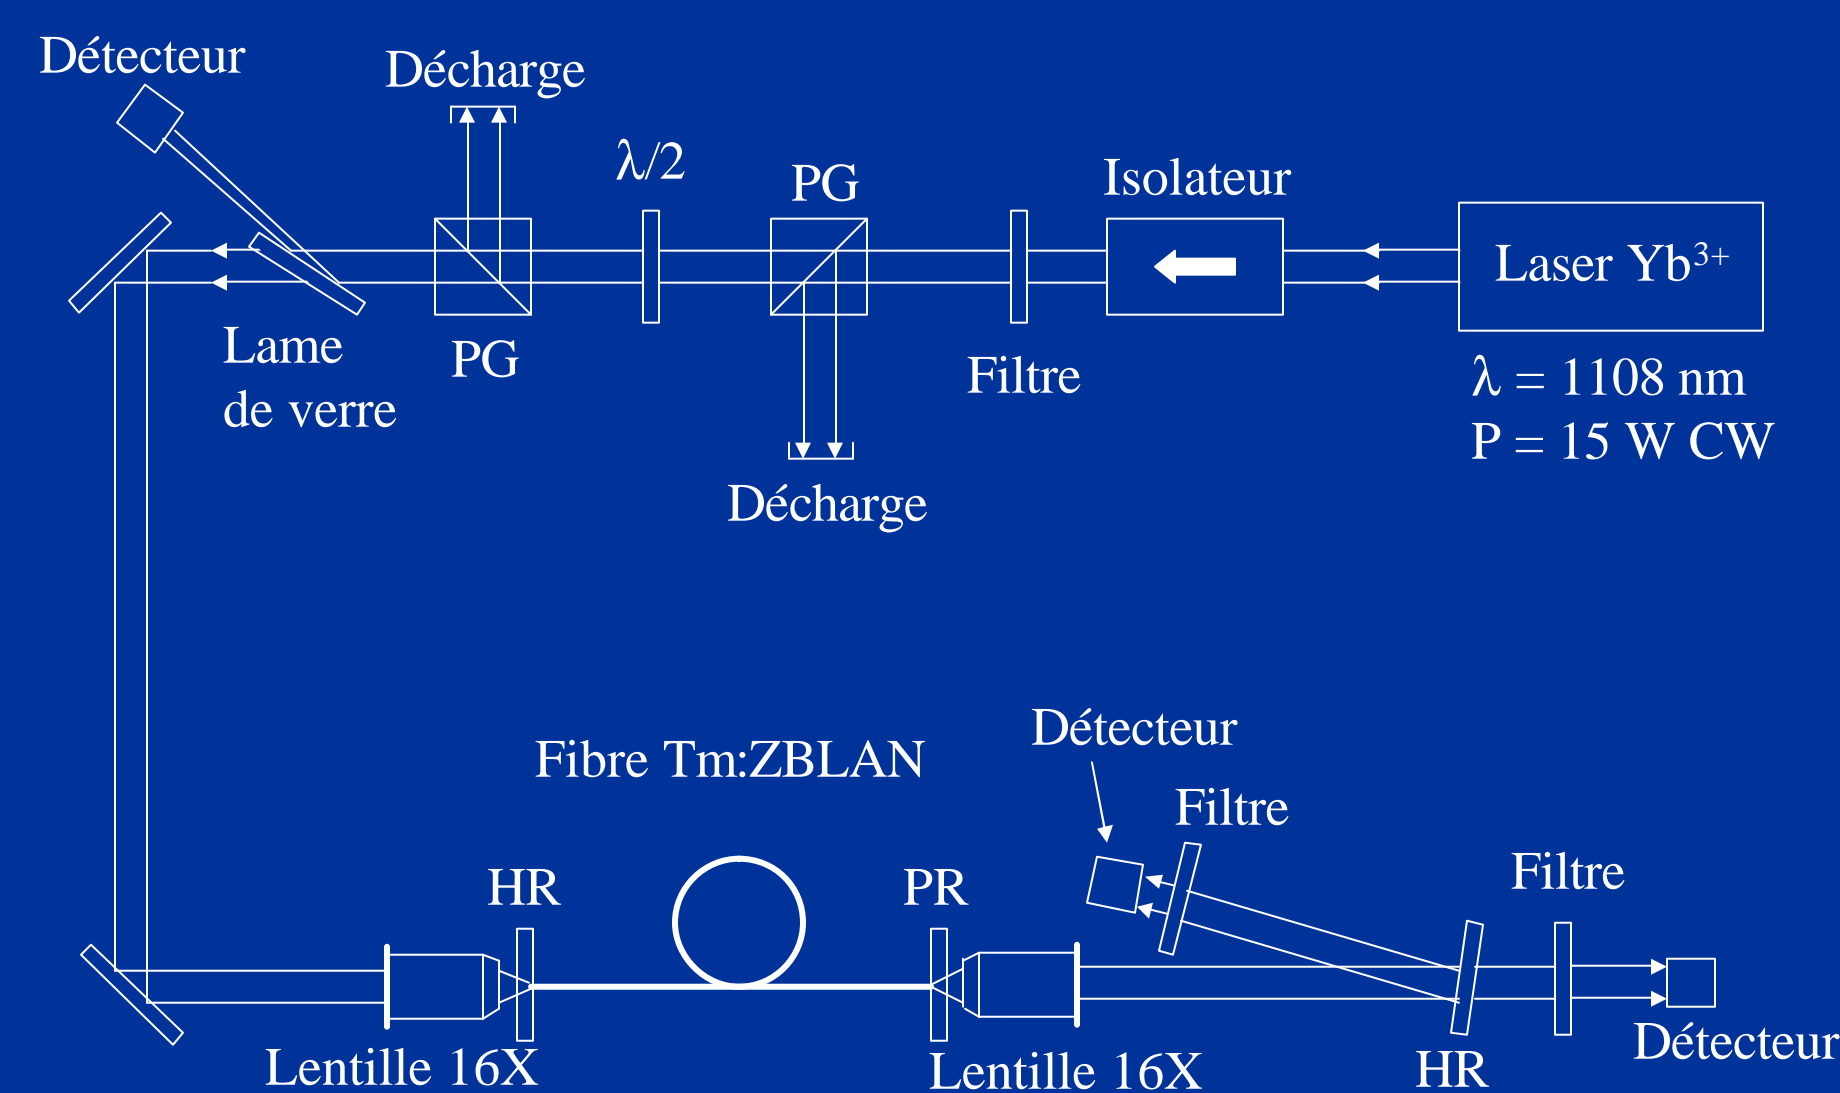 Détecteur
Décharge
λ/2
PG
Isolateur
Laser Yb³⁺
λ = 1108 nm
P = 15 W CW
Filtre
PG
Lame
de verre
Décharge
Fibre Tm:ZBLAN
Détecteur
Filtre
Filtre
HR
PR
Lentille 16X
Lentille 16X
HR
Détecteur